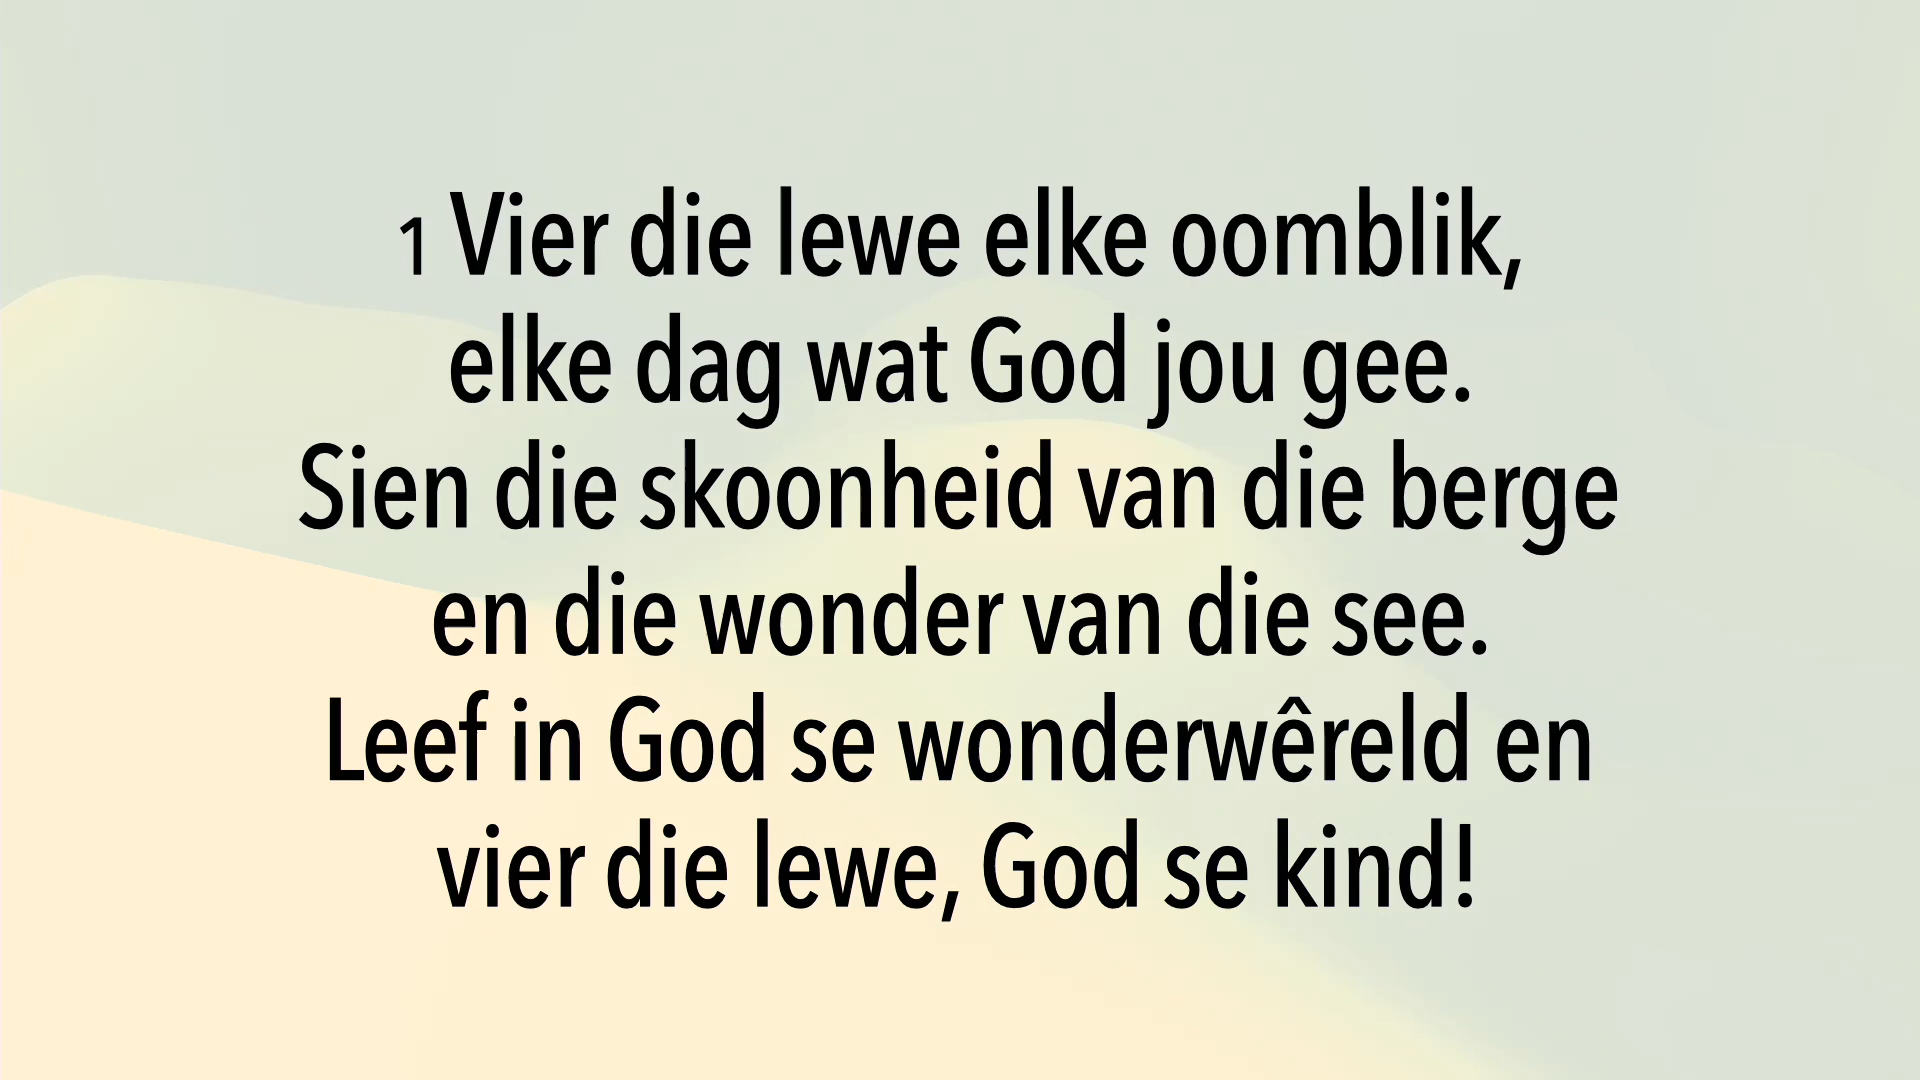 1 Vier die lewe elke oomblik,
elke dag wat God jou gee.
Sien die skoonheid van die berge
en die wonder van die see.
Leef in God se wonderwêreld en
vier die lewe, God se kind!